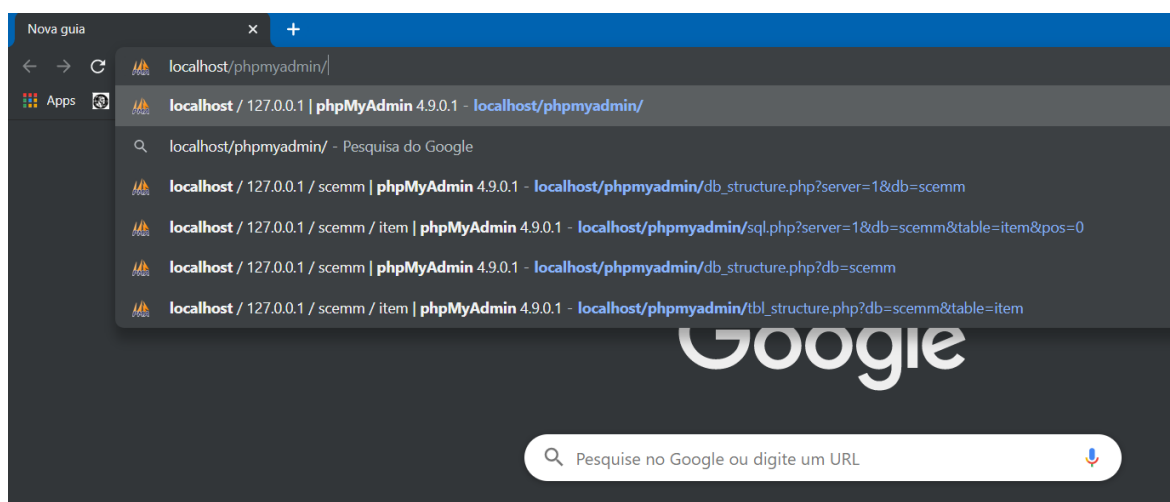 Nova guia
localhost/phpmyadmin/
Apps
localhost / 127.0.0.1 | phpMyAdmin 4.9.0.1 - localhost/phpmyadmin/
localhost/phpmyadmin/ - Pesquisa do Google
localhost / 127.0.0.1 / scemm | phpMyAdmin 4.9.0.1 - localhost/phpmyadmin/db_structure.php?server=1&db=scemm
localhost / 127.0.0.1 / scemm / item | phpMyAdmin 4.9.0.1 - localhost/phpmyadmin/sql.php?server=1&db=scemm&table=item&pos=0
localhost / 127.0.0.1 / scemm | phpMyAdmin 4.9.0.1 - localhost/phpmyadmin/db_structure.php?db=scemm
localhost / 127.0.0.1 / scemm / item | phpMyAdmin 4.9.0.1 - localhost/phpmyadmin/tbl_structure.php?db=scemm&table=item
Google
Pesquise no Google ou digite um URL